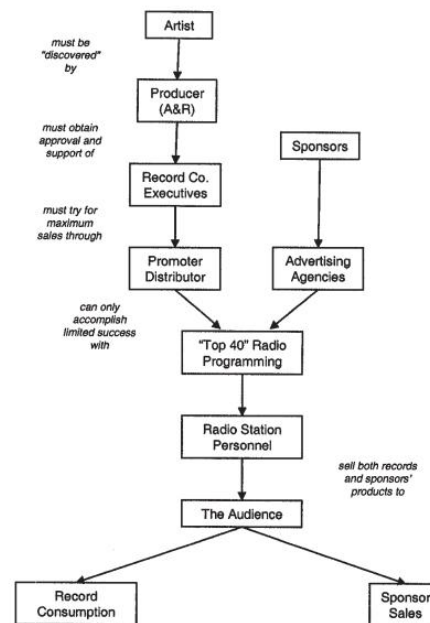 Artist
must be
"discovered"
by
Producer
(A&R)
must obtain
approval and
support of
Sponsors
Record Co.
Executives
must try for
maximum
sales through
Promoter
Distributor
Advertising
Agencies
can only
accomplish
limited success
with
"Top 40" Radio
Programming
Radio Station
Personnel
sell both records
and sponsors'
products to
The Audience
Record
Consumption
Sponsor
Sales